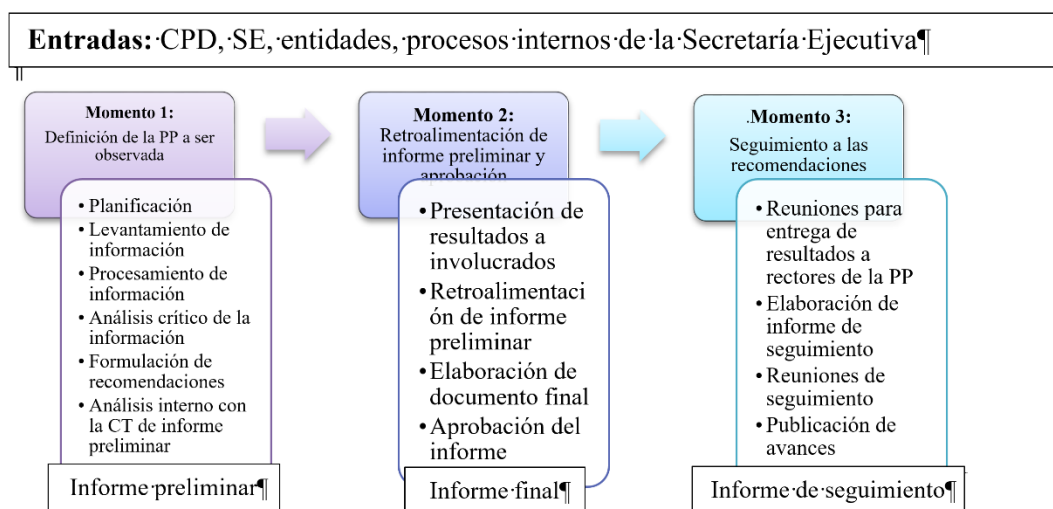 Entradas:·CPD,·SE,·entidades,·procesos·internos·de·la·Secretaría·Ejecutiva¶
¶
Momento 1:
Definición de la PP a ser
observada
• Planificación
• Levantamiento de
información
• Procesamiento de
información
• Análisis crítico de la
información
• Formulación de
recomendaciones
• Análisis interno con
la CT de informe
preliminar
Informe·preliminar¶
Momento 2:
Retroalimentación de
informe preliminar y
aprobación
• Presentación de
resultados a
involucrados
• Retroalimentaci
ón de informe
preliminar
• Elaboración de
documento final
• Aprobación del
informe
Informe·final¶
.Momento 3:
Seguimiento a las
recomendaciones
• Reuniones para
entrega de
resultados a
rectores de la PP
• Elaboración de
informe de
seguimiento
• Reuniones de
seguimiento
• Publicación de
avances
Informe·de·seguimiento¶